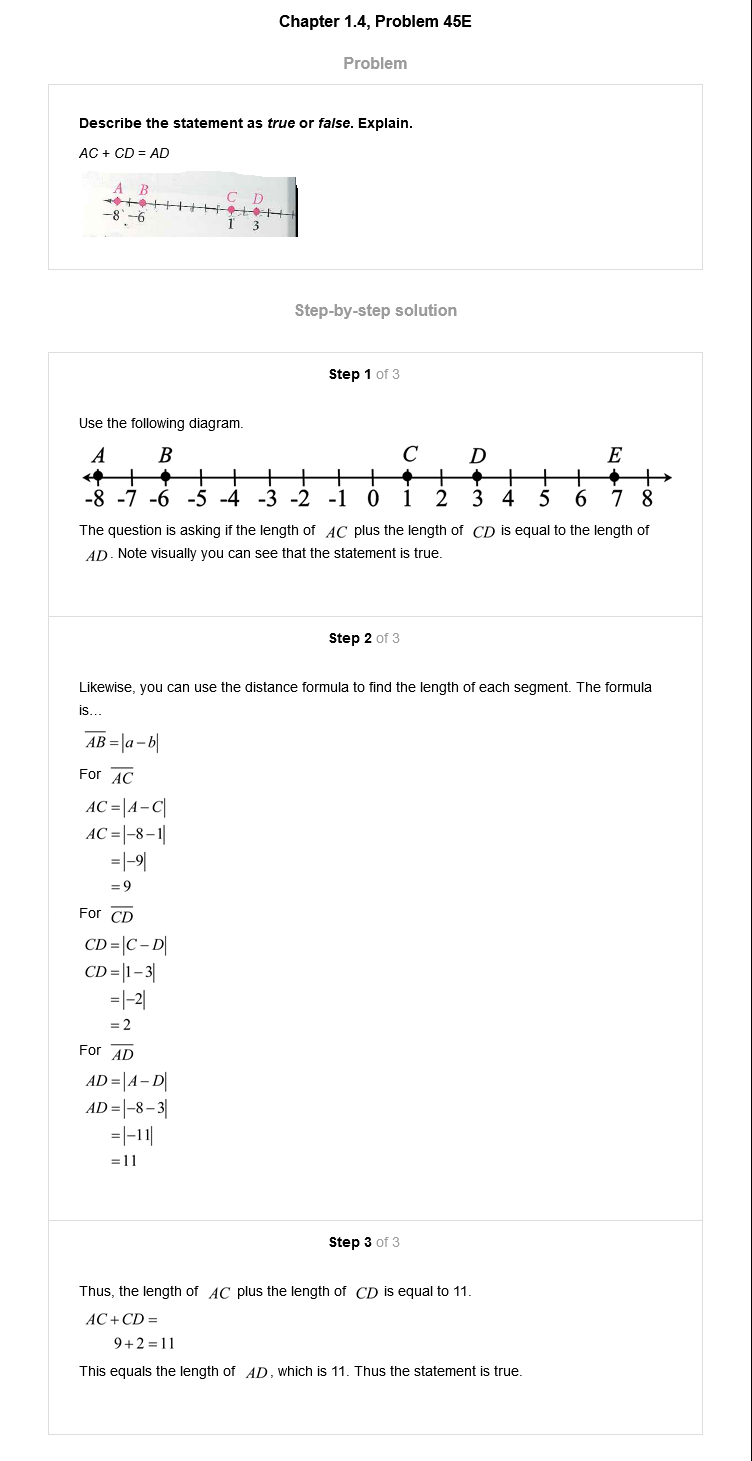 Chapter 1.4, Problem 45E
Problem
Describe the statement as true or false. Explain.
AC + CD = AD
A B C D
−8 −6 1 3
Step-by-step solution
Step 1 of 3
Use the following diagram.
A B C D E
-8 -7 -6 -5 -4 -3 -2 -1 0 1 2 3 4 5 6 7 8
The question is asking if the length of AC plus the length of CD is equal to the length of
AD. Note visually you can see that the statement is true.
Step 2 of 3
Likewise, you can use the distance formula to find the length of each segment. The formula
is…
A̅B̅ = |a − b|
For A̅C̅
AC = |A − C|
AC = |−8 − 1|
= |−9|
= 9
For C̅D̅
CD = |C − D|
CD = |1 − 3|
= |−2|
= 2
For A̅D̅
AD = |A − D|
AD = |−8 − 3|
= |−11|
= 11
Step 3 of 3
Thus, the length of AC plus the length of CD is equal to 11.
AC + CD =
9 + 2 = 11
This equals the length of AD, which is 11. Thus the statement is true.